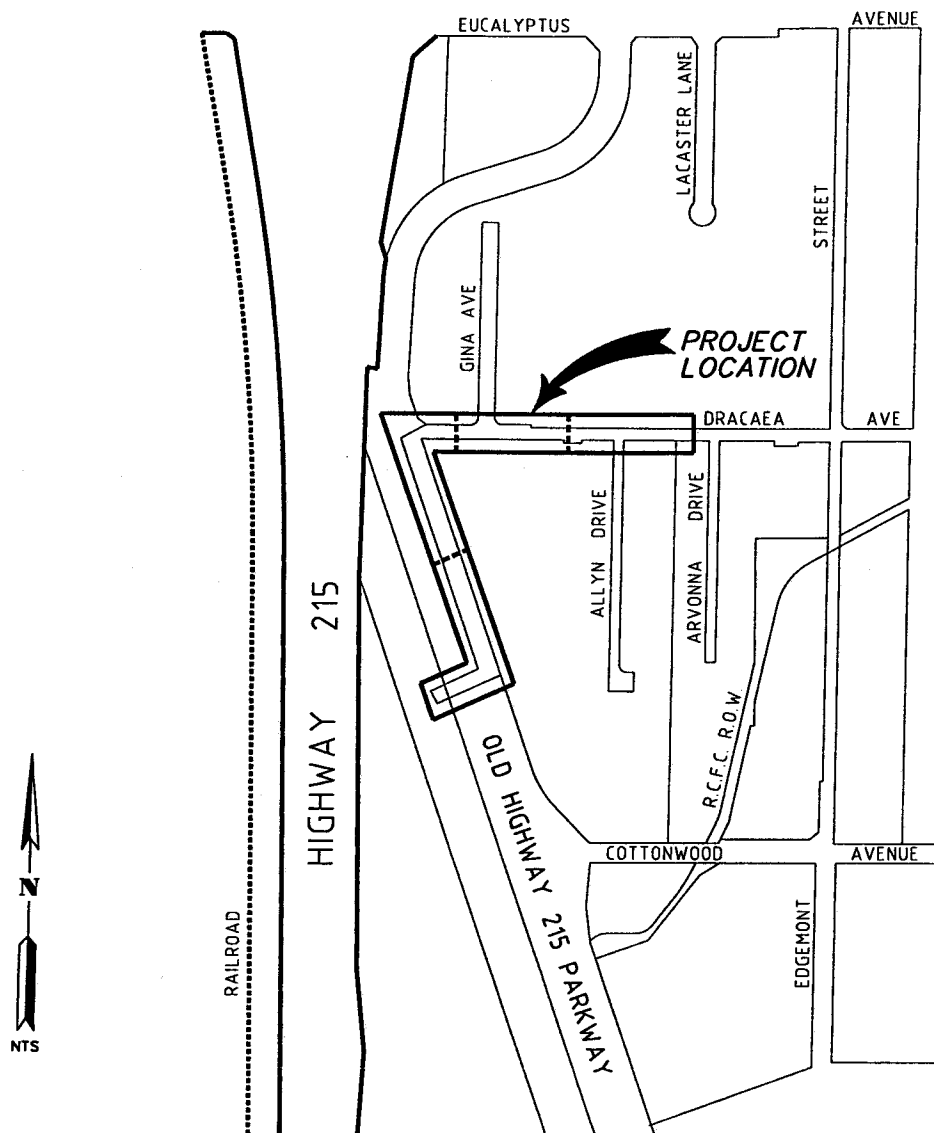 EUCALYPTUS
AVENUE
LACASTER LANE
STREET
GINA AVE
PROJECT
LOCATION
DRACAEA
AVE
ALLYN DRIVE
ARVONNA DRIVE
HIGHWAY 215
R.C.F.C. R.O.W
OLD HIGHWAY 215 PARKWAY
COTTONWOOD
AVENUE
N
RAILROAD
EDGEMONT
NTS